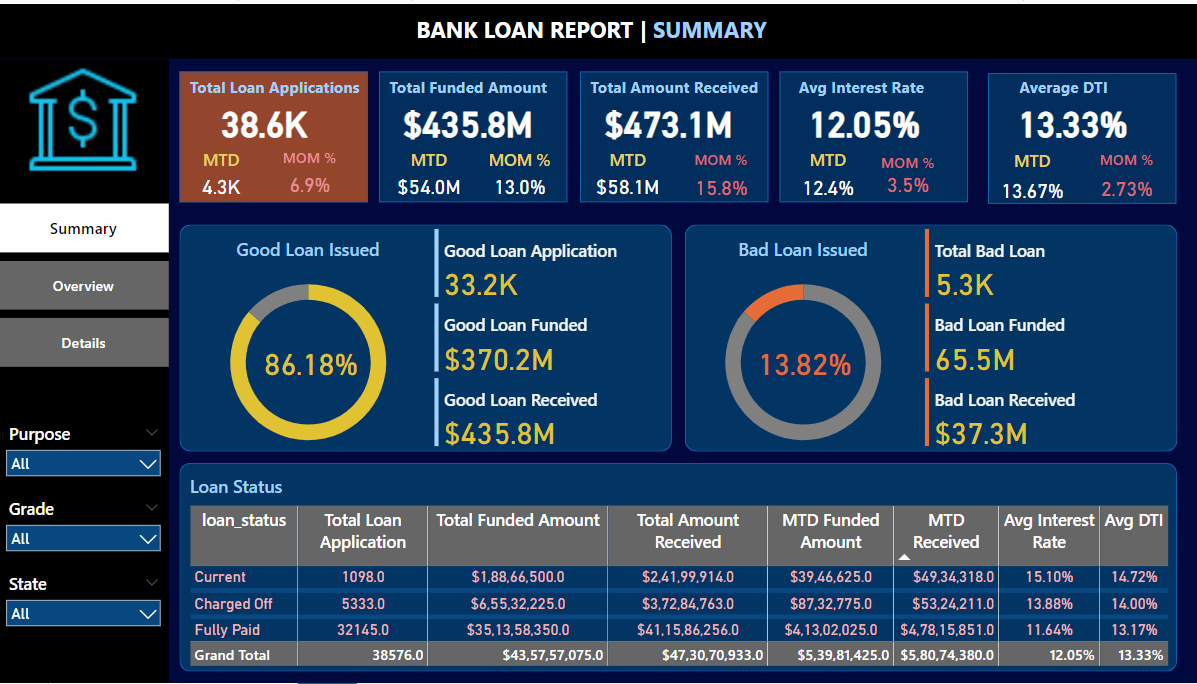 BANK LOAN REPORT | SUMMARY
$
Total Loan Applications
38.6K
MTD MOM %
4.3K 6.9%
Total Funded Amount
$435.8M
MTD MOM %
$54.0M 13.0%
Total Amount Received
$473.1M
MTD MOM %
$58.1M 15.8%
Avg Interest Rate
12.05%
MTD MOM %
12.4% 3.5%
Average DTI
13.33%
MTD MOM %
13.67% 2.73%
Summary
Overview
Details
Purpose
All
Grade
All
State
All
Good Loan Issued
86.18%
Good Loan Application
33.2K
Good Loan Funded
$370.2M
Good Loan Received
$435.8M
Bad Loan Issued
13.82%
Total Bad Loan
5.3K
Bad Loan Funded
65.5M
Bad Loan Received
$37.3M
Loan Status
loan_status Total Loan Application Total Funded Amount Total Amount Received MTD Funded Amount MTD Received Avg Interest Rate Avg DTI
Current 1098.0 $1,88,66,500.0 $2,41,99,914.0 $39,46,625.0 $49,34,318.0 15.10% 14.72%
Charged Off 5333.0 $6,55,32,225.0 $3,72,84,763.0 $87,32,775.0 $53,24,211.0 13.88% 14.00%
Fully Paid 32145.0 $35,13,58,350.0 $41,15,86,256.0 $4,13,02,025.0 $4,78,15,851.0 11.64% 13.17%
Grand Total 38576.0 $43,57,57,075.0 $47,30,70,933.0 $5,39,81,425.0 $5,80,74,380.0 12.05% 13.33%